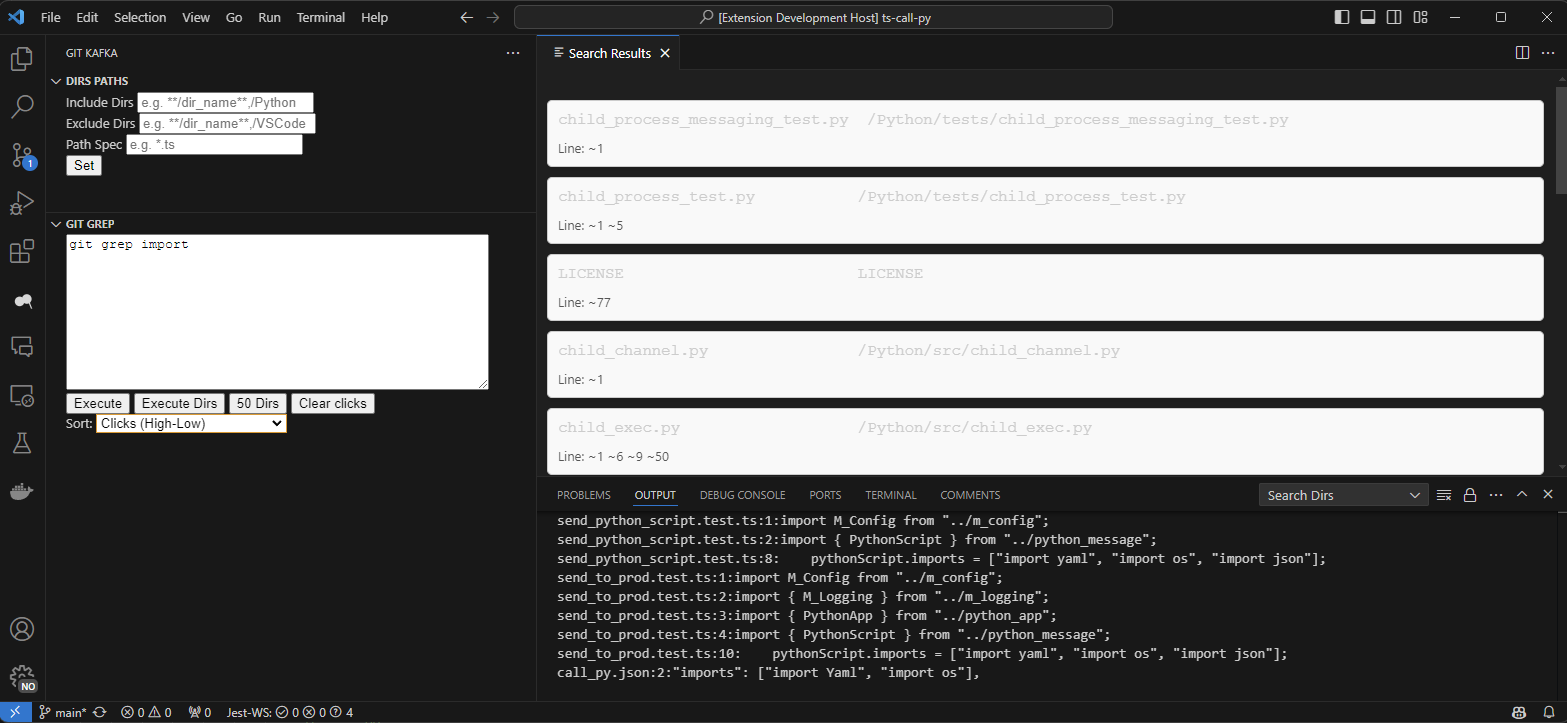 File Edit Selection View Go Run Terminal Help
[Extension Development Host] ts-call-py
GIT KAFKA
DIRS PATHS
Include Dirs e.g. **/dir_name**,/Python
Exclude Dirs e.g. **/dir_name**,/VSCode
Path Spec e.g. *.ts
Set
GIT GREP
git grep import
Execute Execute Dirs 50 Dirs Clear clicks
Sort: Clicks (High-Low)
1
NO
Search Results
child_process_messaging_test.py /Python/tests/child_process_messaging_test.py
Line: ~1
child_process_test.py /Python/tests/child_process_test.py
Line: ~1 ~5
LICENSE LICENSE
Line: ~77
child_channel.py /Python/src/child_channel.py
Line: ~1
child_exec.py /Python/src/child_exec.py
Line: ~1 ~6 ~9 ~50
PROBLEMS OUTPUT DEBUG CONSOLE PORTS TERMINAL COMMENTS Search Dirs
send_python_script.test.ts:1:import M_Config from "../m_config";
send_python_script.test.ts:2:import { PythonScript } from "../python_message";
send_python_script.test.ts:8:    pythonScript.imports = ["import yaml", "import os", "import json"];
send_to_prod.test.ts:1:import M_Config from "../m_config";
send_to_prod.test.ts:2:import { M_Logging } from "../m_logging";
send_to_prod.test.ts:3:import { PythonApp } from "../python_app";
send_to_prod.test.ts:4:import { PythonScript } from "../python_message";
send_to_prod.test.ts:10:    pythonScript.imports = ["import yaml", "import os", "import json"];
call_py.json:2:"imports": ["import Yaml", "import os"],
main* 0 0 0 Jest-WS: 0 0 4